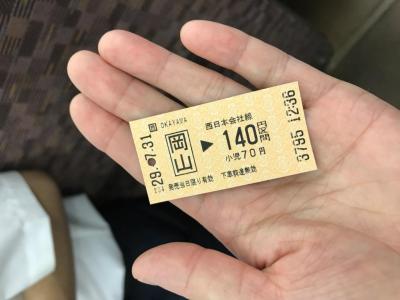 OKAYAMA
西日本会社線
岡山
▶ 140円区間
小児70円
発売当日限り有効 下車前途無効
29.-7.31
3795 12:36